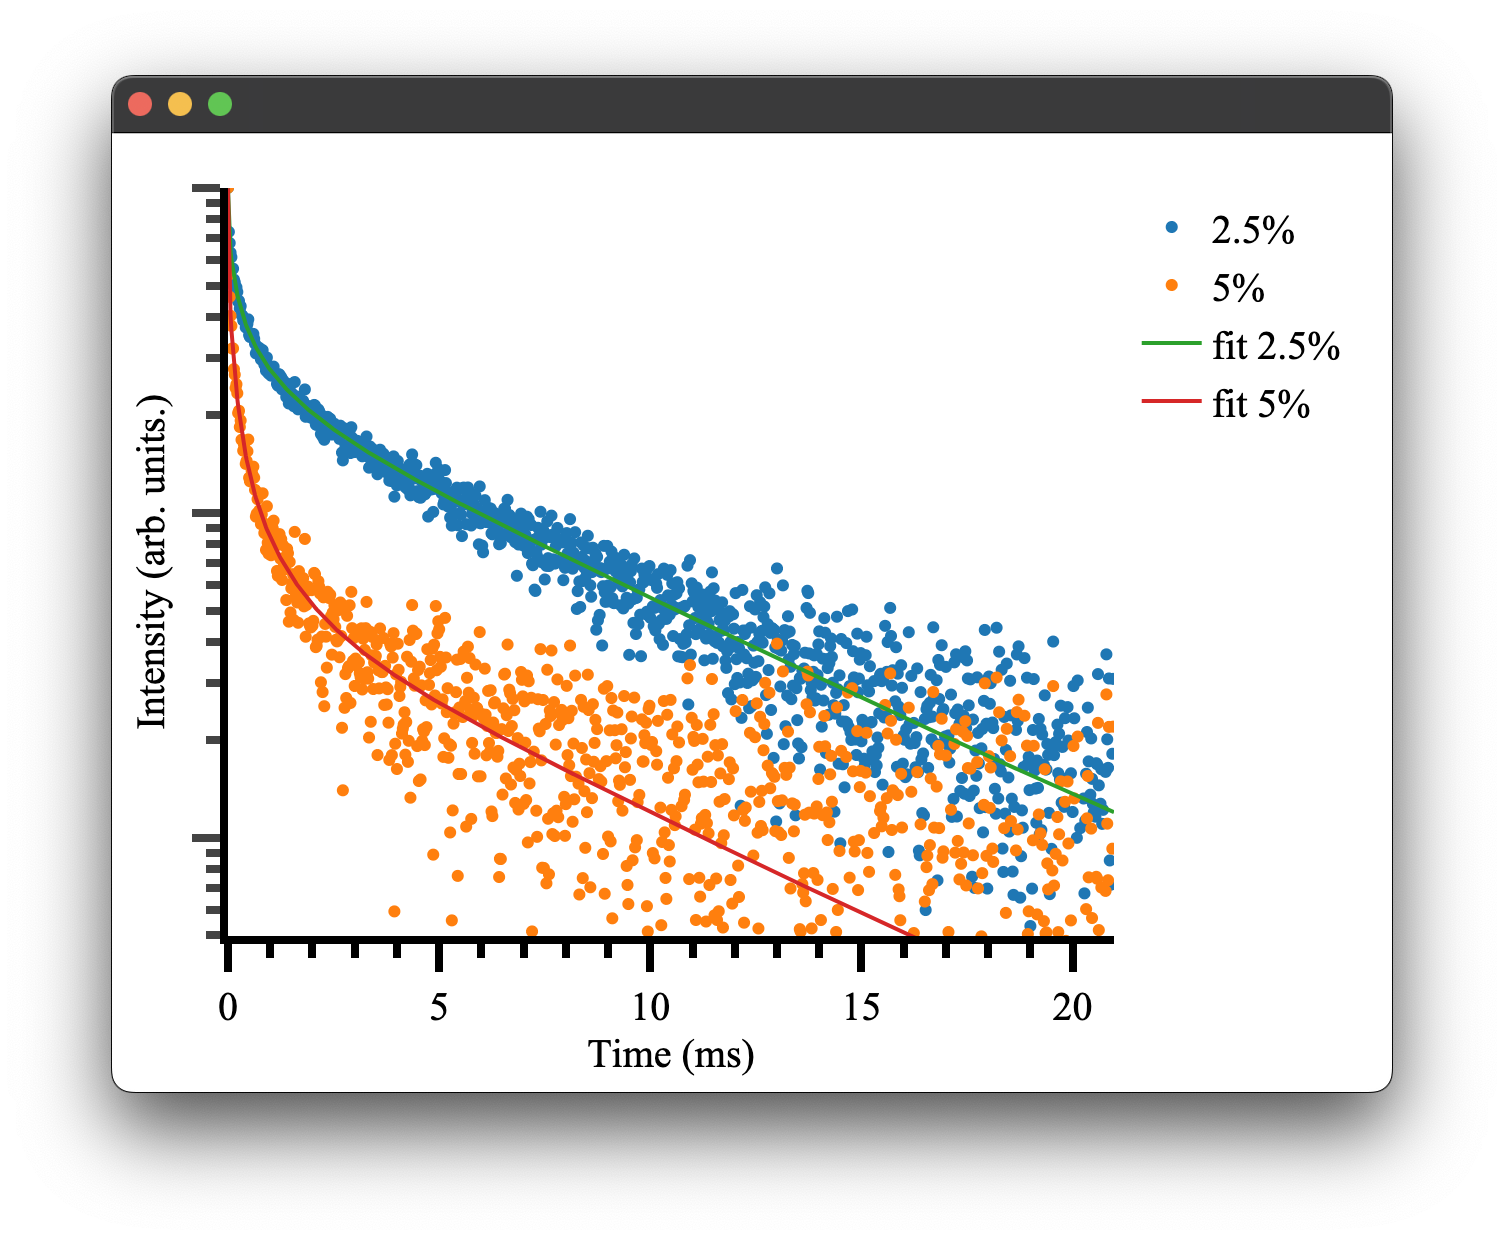 2.5%
5%
fit 2.5%
fit 5%
Intensity (arb. units.)
0 5 10 15 20
Time (ms)